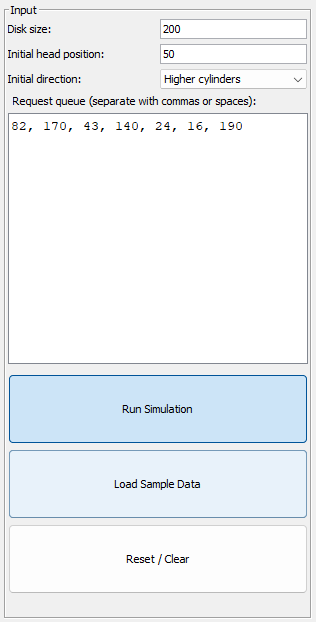 Input
Disk size: 200
Initial head position: 50
Initial direction: Higher cylinders
Request queue (separate with commas or spaces):
82, 170, 43, 140, 24, 16, 190
Run Simulation
Load Sample Data
Reset / Clear